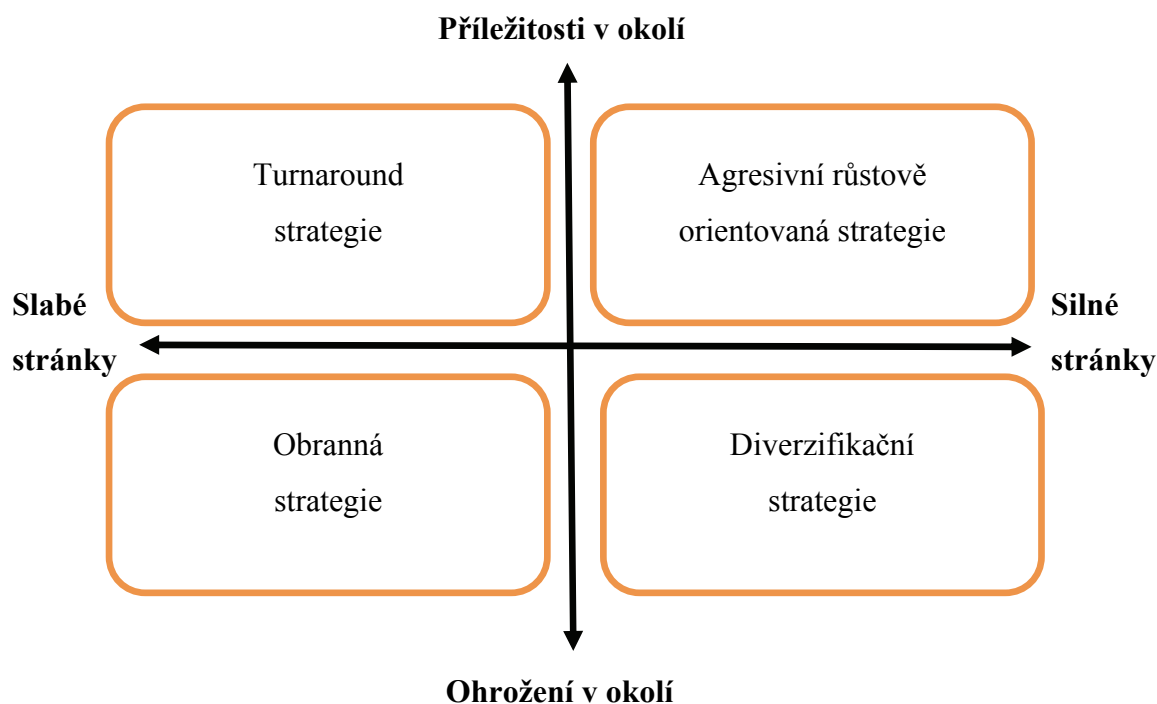 Příležitosti v okolí
Turnaround
strategie
Agresivní růstově
orientovaná strategie
Slabé
stránky
Silné
stránky
Obranná
strategie
Diverzifikační
strategie
Ohrožení v okolí